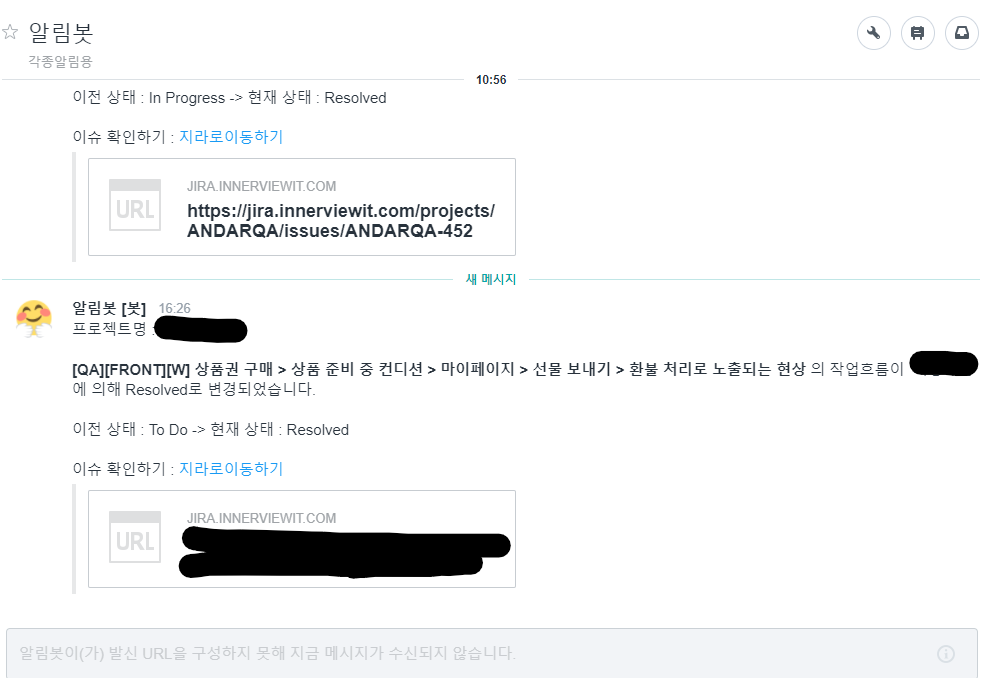 알림봇
각종알림용
10:56
이전 상태 : In Progress -> 현재 상태 : Resolved
이슈 확인하기 : 지라로이동하기
URL
JIRA.INNERVIEWIT.COM
https://jira.innerviewit.com/projects/
ANDARQA/issues/ANDARQA-452
새 메시지
알림봇 [봇] 16:26
프로젝트명 :
[QA][FRONT][W] 상품권 구매 > 상품 준비 중 컨디션 > 마이페이지 > 선물 보내기 > 환불 처리로 노출되는 현상 의 작업흐름이
에 의해 Resolved로 변경되었습니다.
이전 상태 : To Do -> 현재 상태 : Resolved
이슈 확인하기 : 지라로이동하기
URL
JIRA.INNERVIEWIT.COM
알림봇이(가) 발신 URL을 구성하지 못해 지금 메시지가 수신되지 않습니다.